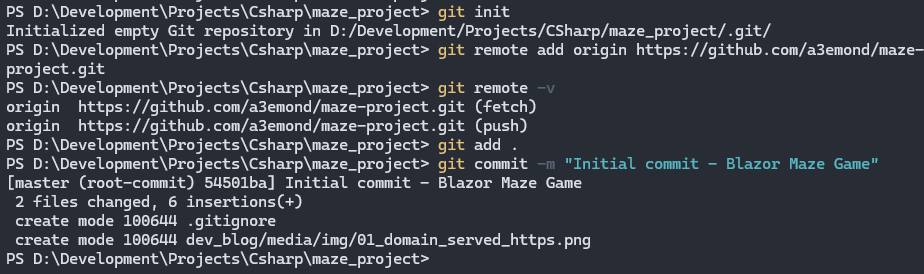 PS D:\Development\Projects\Csharp\maze_project> git init
Initialized empty Git repository in D:/Development/Projects/CSharp/maze_project/.git/
PS D:\Development\Projects\Csharp\maze_project> git remote add origin https://github.com/a3emond/maze-
project.git
PS D:\Development\Projects\Csharp\maze_project> git remote -v
origin  https://github.com/a3emond/maze-project.git (fetch)
origin  https://github.com/a3emond/maze-project.git (push)
PS D:\Development\Projects\Csharp\maze_project> git add .
PS D:\Development\Projects\Csharp\maze_project> git commit -m "Initial commit - Blazor Maze Game"
[master (root-commit) 54501ba] Initial commit - Blazor Maze Game
 2 files changed, 6 insertions(+)
 create mode 100644 .gitignore
 create mode 100644 dev_blog/media/img/01_domain_served_https.png
PS D:\Development\Projects\Csharp\maze_project>